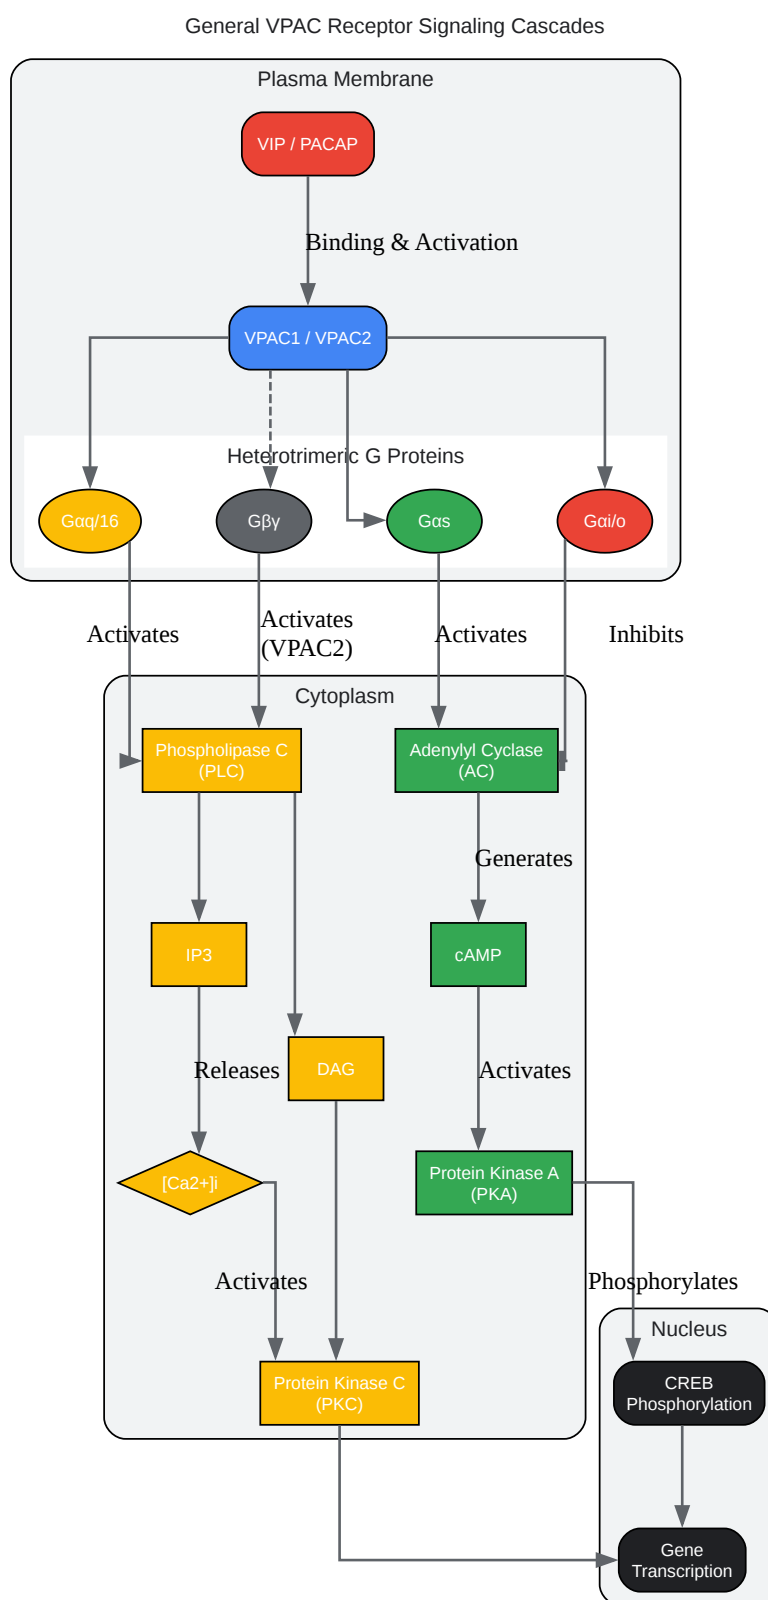 General VPAC Receptor Signaling Cascades
Plasma Membrane
VIP / PACAP
Binding & Activation
VPAC1 / VPAC2
Heterotrimeric G Proteins
Gαq/16
Gβγ
Gαs
Gαi/o
Activates
Activates
(VPAC2)
Activates
Inhibits
Cytoplasm
Phospholipase C
(PLC)
Adenylyl Cyclase
(AC)
Generates
IP3
cAMP
Releases
DAG
Activates
[Ca2+]i
Protein Kinase A
(PKA)
Activates
Phosphorylates
Nucleus
Protein Kinase C
(PKC)
CREB
Phosphorylation
Gene
Transcription